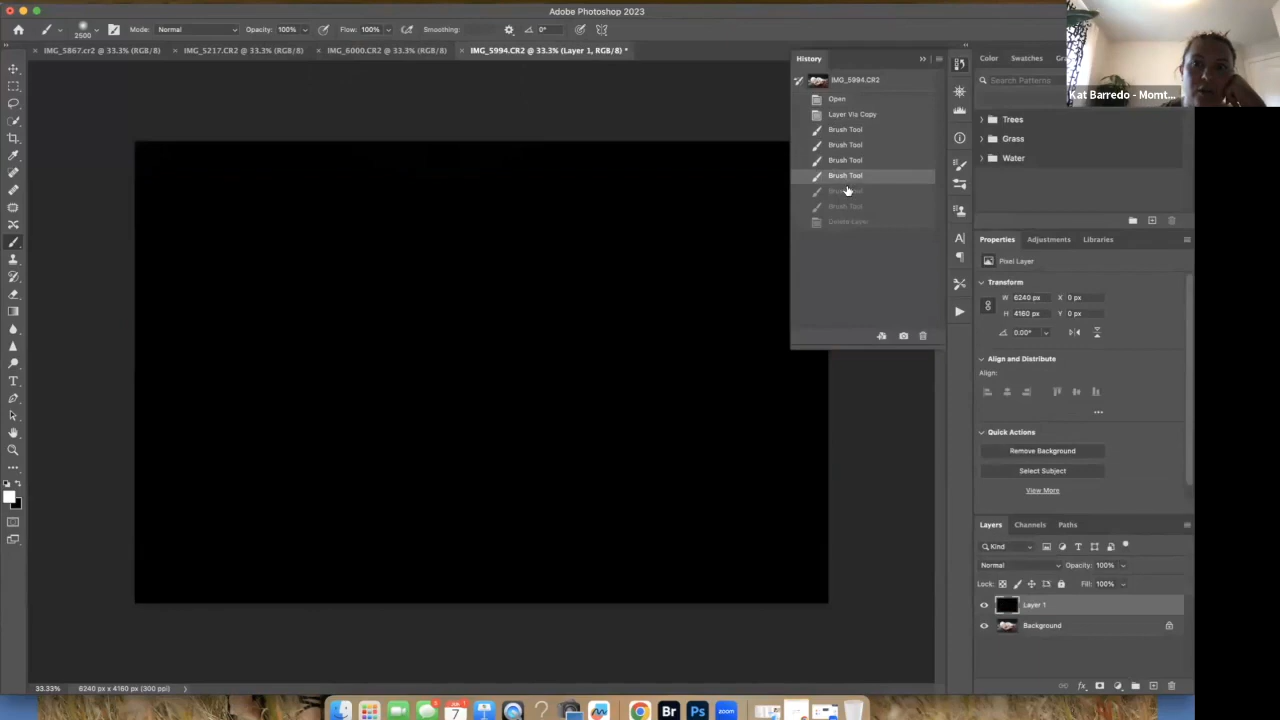 Adobe Photoshop 2023
2500 Mode: Normal Opacity: 100% Flow: 100% Smoothing: 0°
IMG_5867.cr2 @ 33.3% (RGB/8) IMG_5217.CR2 @ 33.3% (RGB/8) IMG_6000.CR2 @ 33.3% (RGB/8) IMG_5994.CR2 @ 33.3% (Layer 1, RGB/8) *
History
IMG_5994.CR2
Open
Layer Via Copy
Brush Tool
Brush Tool
Brush Tool
Brush Tool
Brush Tool
Delete Layer
Color Swatches
Search Patterns
Kat Barredo - Momt...
Trees
Grass
Water
Properties Adjustments Libraries
Pixel Layer
Transform
W 6240 px X 0 px
H 4160 px Y 0 px
0.00°
Align and Distribute
Align:
Quick Actions
Remove Background
Select Subject
View More
Layers Channels Paths
Kind
Normal Opacity: 100%
Lock: Fill: 100%
Layer 1
Background
33.33% 6240 px x 4160 px (300 ppi)
7
Br Ps zoom